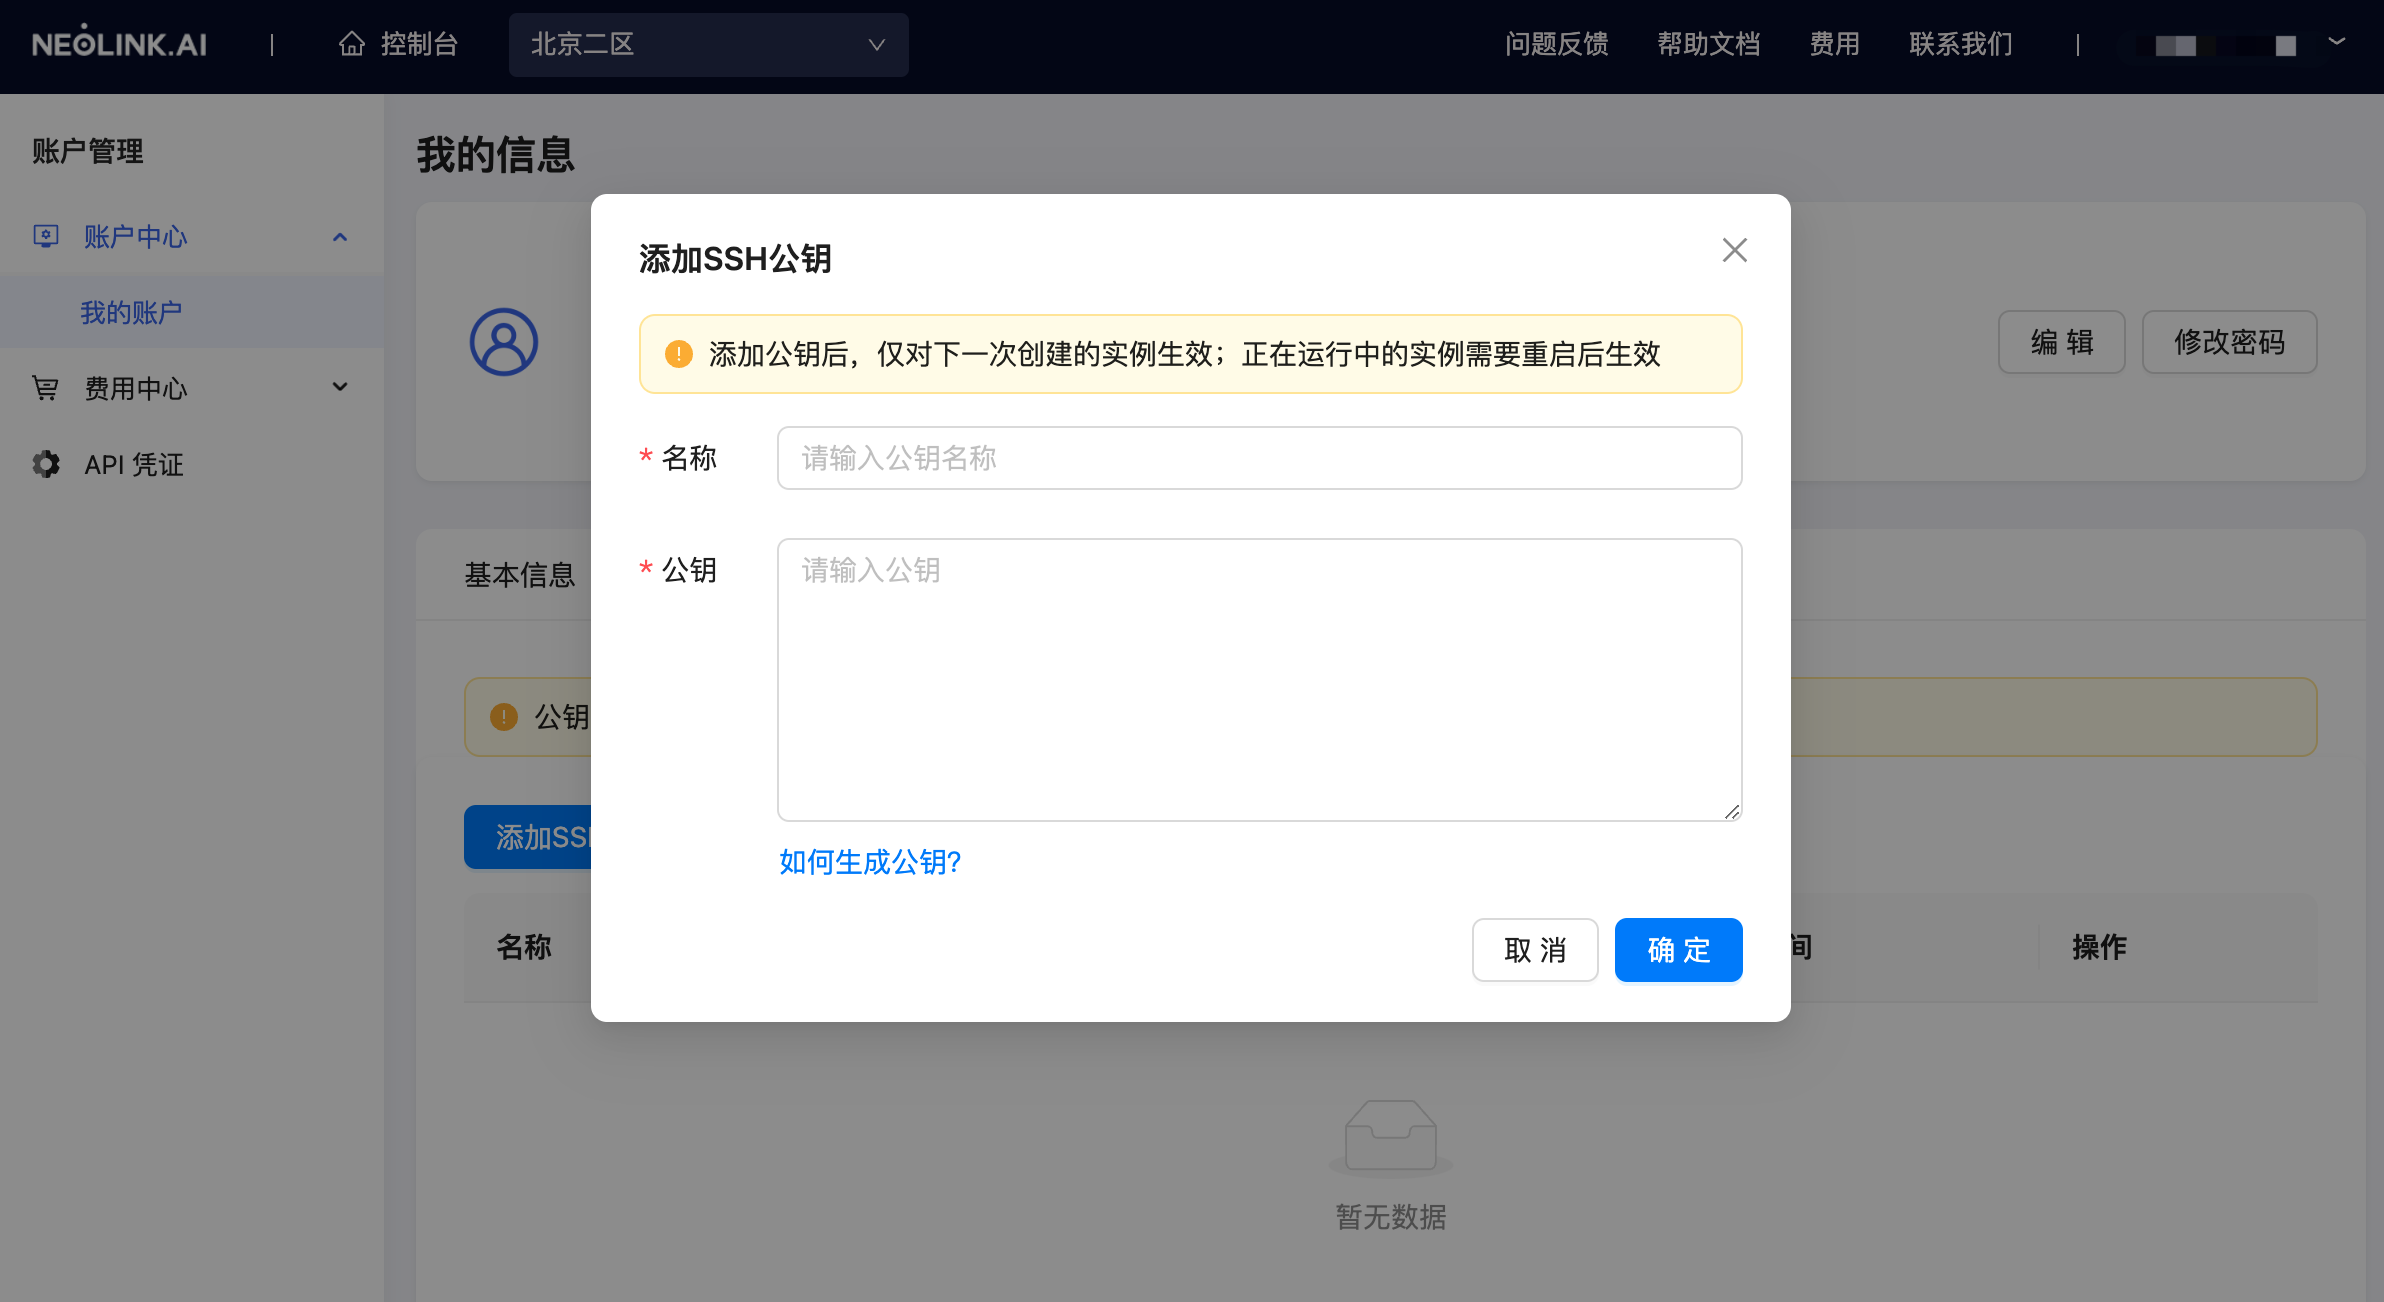 NEOLINK.AI | 控制台 北京二区 问题反馈 帮助文档 费用 联系我们 |
账户管理
账户中心
我的账户
费用中心
API 凭证
我的信息
编 辑 修改密码
基本信息
公钥
添加SSH
名称 间 操作
暂无数据
添加SSH公钥
添加公钥后，仅对下一次创建的实例生效；正在运行中的实例需要重启后生效
* 名称 请输入公钥名称
* 公钥 请输入公钥
如何生成公钥?
取 消 确 定